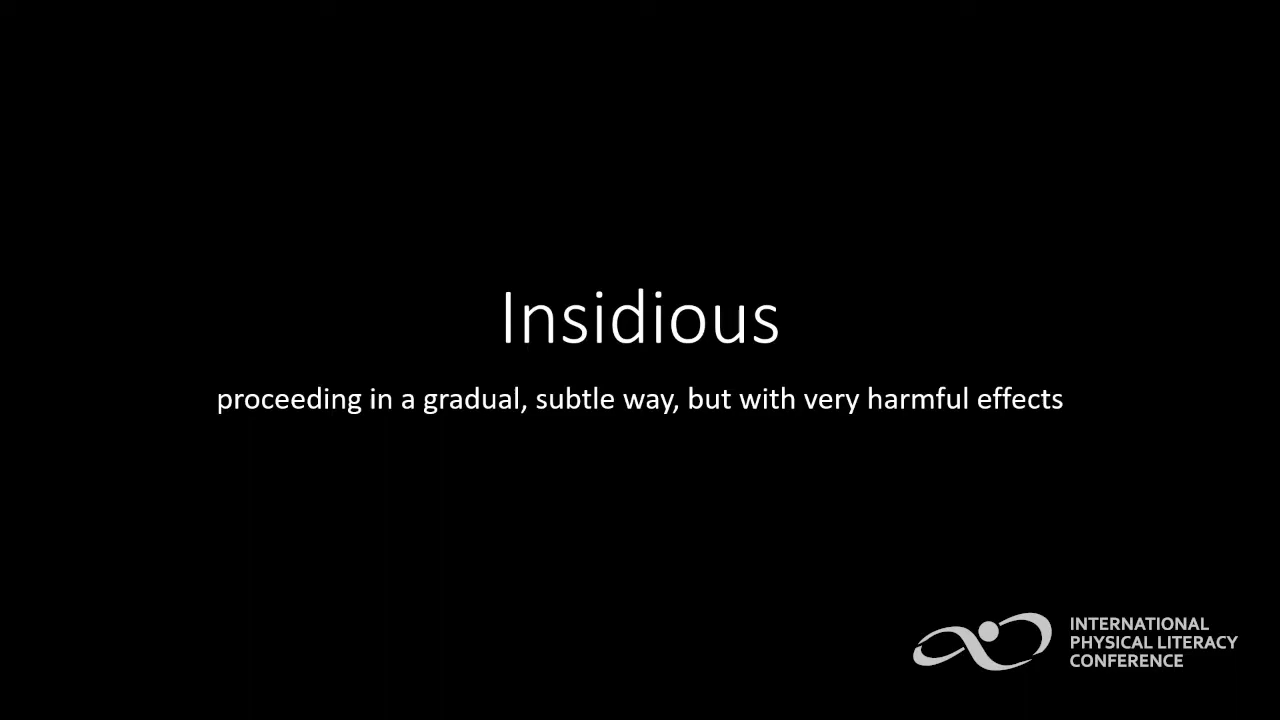 Insidious
proceeding in a gradual, subtle way, but with very harmful effects
INTERNATIONAL
PHYSICAL LITERACY
CONFERENCE